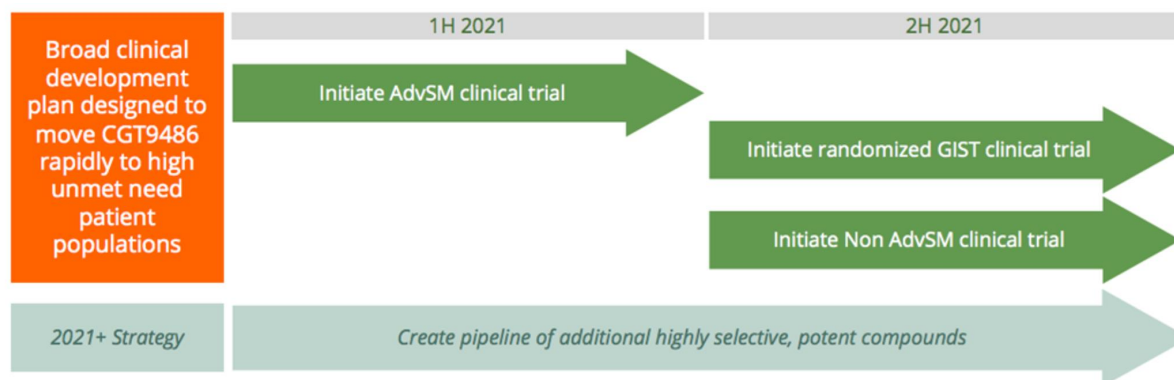 1H 2021
2H 2021
Broad clinical
development
plan designed to
move CGT9486
rapidly to high
unmet need
patient
populations
Initiate AdvSM clinical trial
Initiate randomized GIST clinical trial
Initiate Non AdvSM clinical trial
2021+ Strategy
Create pipeline of additional highly selective, potent compounds